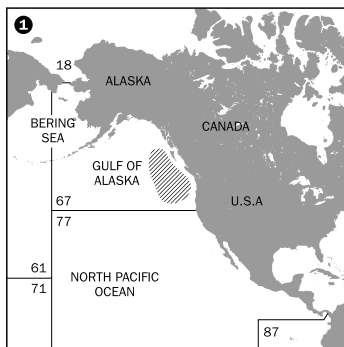 1
18
ALASKA
BERING
SEA
CANADA
GULF OF
ALASKA
U.S.A
67
77
61
71
NORTH PACIFIC
OCEAN
87